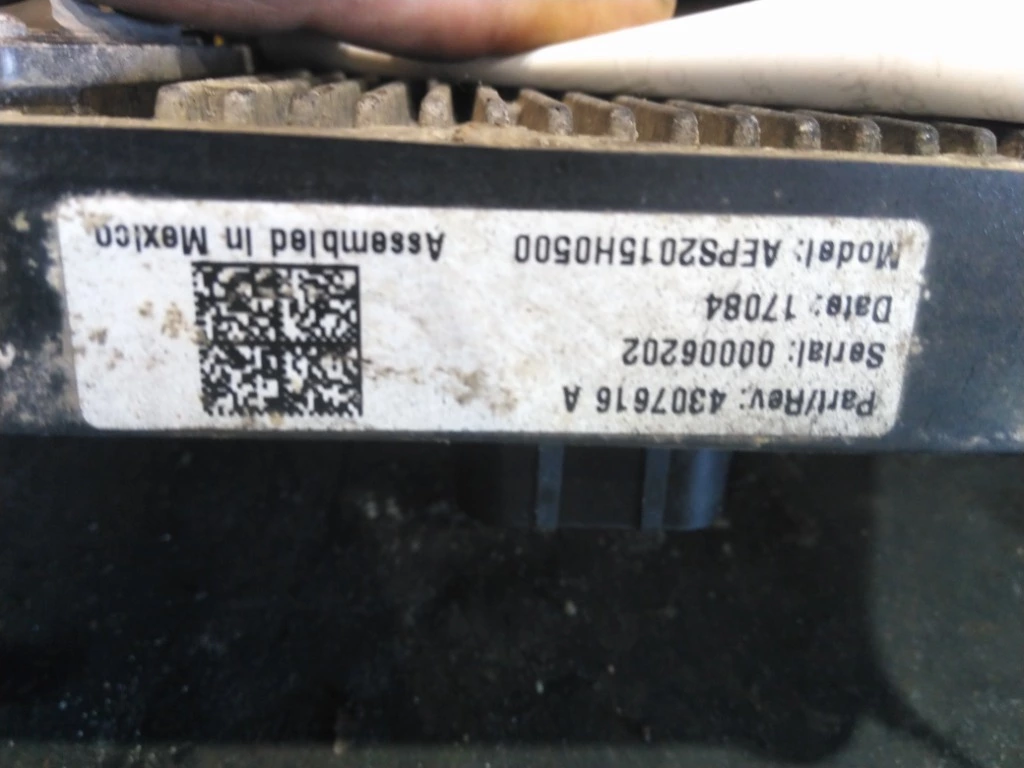 Part/Rev: 4307616 A
Serial: 00006202
Date: 17084
Model: AEPS2015H0500
Assembled in Mexico